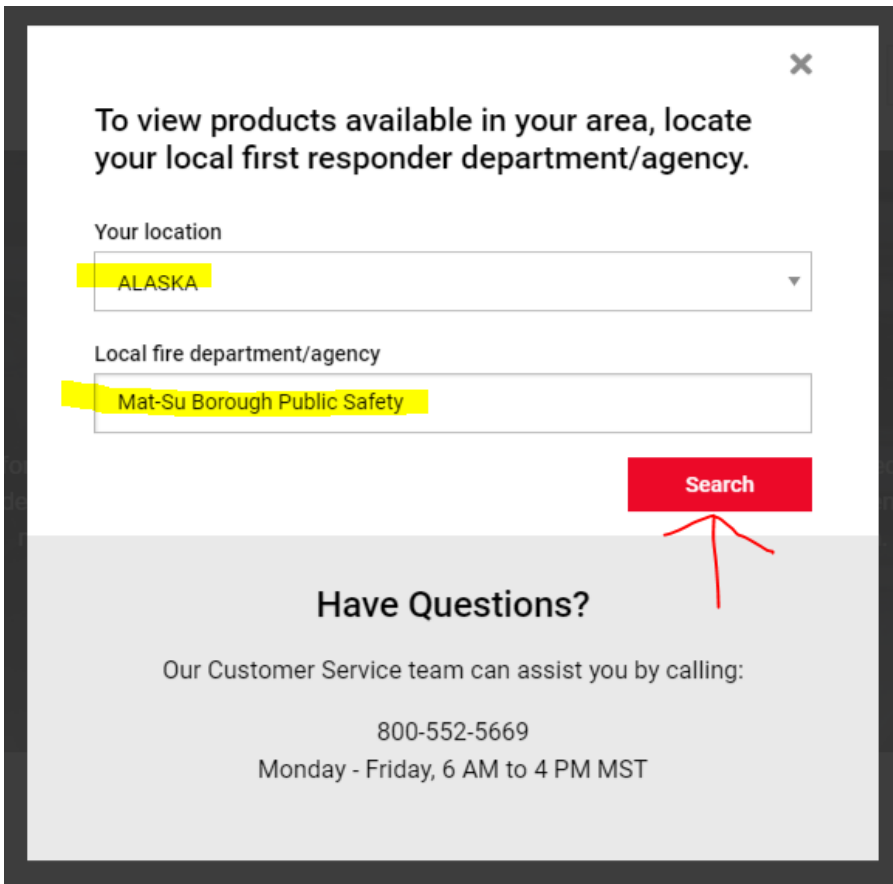 To view products available in your area, locate
your local first responder department/agency.
Your location
ALASKA
Local fire department/agency
Mat-Su Borough Public Safety
Search
Have Questions?
Our Customer Service team can assist you by calling:
800-552-5669
Monday - Friday, 6 AM to 4 PM MST